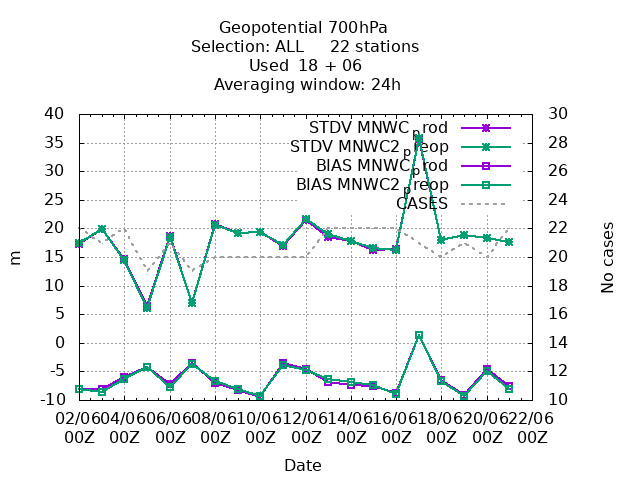 Geopotential 700hPa
Selection: ALL 22 stations
Used 18 + 06
Averaging window: 24h
40 30
35 28
30 26
25 24
20 22
15 20
10 18
5 16
0 14
-5 12
-10 10
STDV MNWC_prod
STDV MNWC2_preop
BIAS MNWC_prod
BIAS MNWC2_preop
CASES
m
No cases
02/06 04/06 06/06 08/06 10/06 12/06 14/06 16/06 18/06 20/06 22/06
00Z 00Z 00Z 00Z 00Z 00Z 00Z 00Z 00Z 00Z 00Z
Date